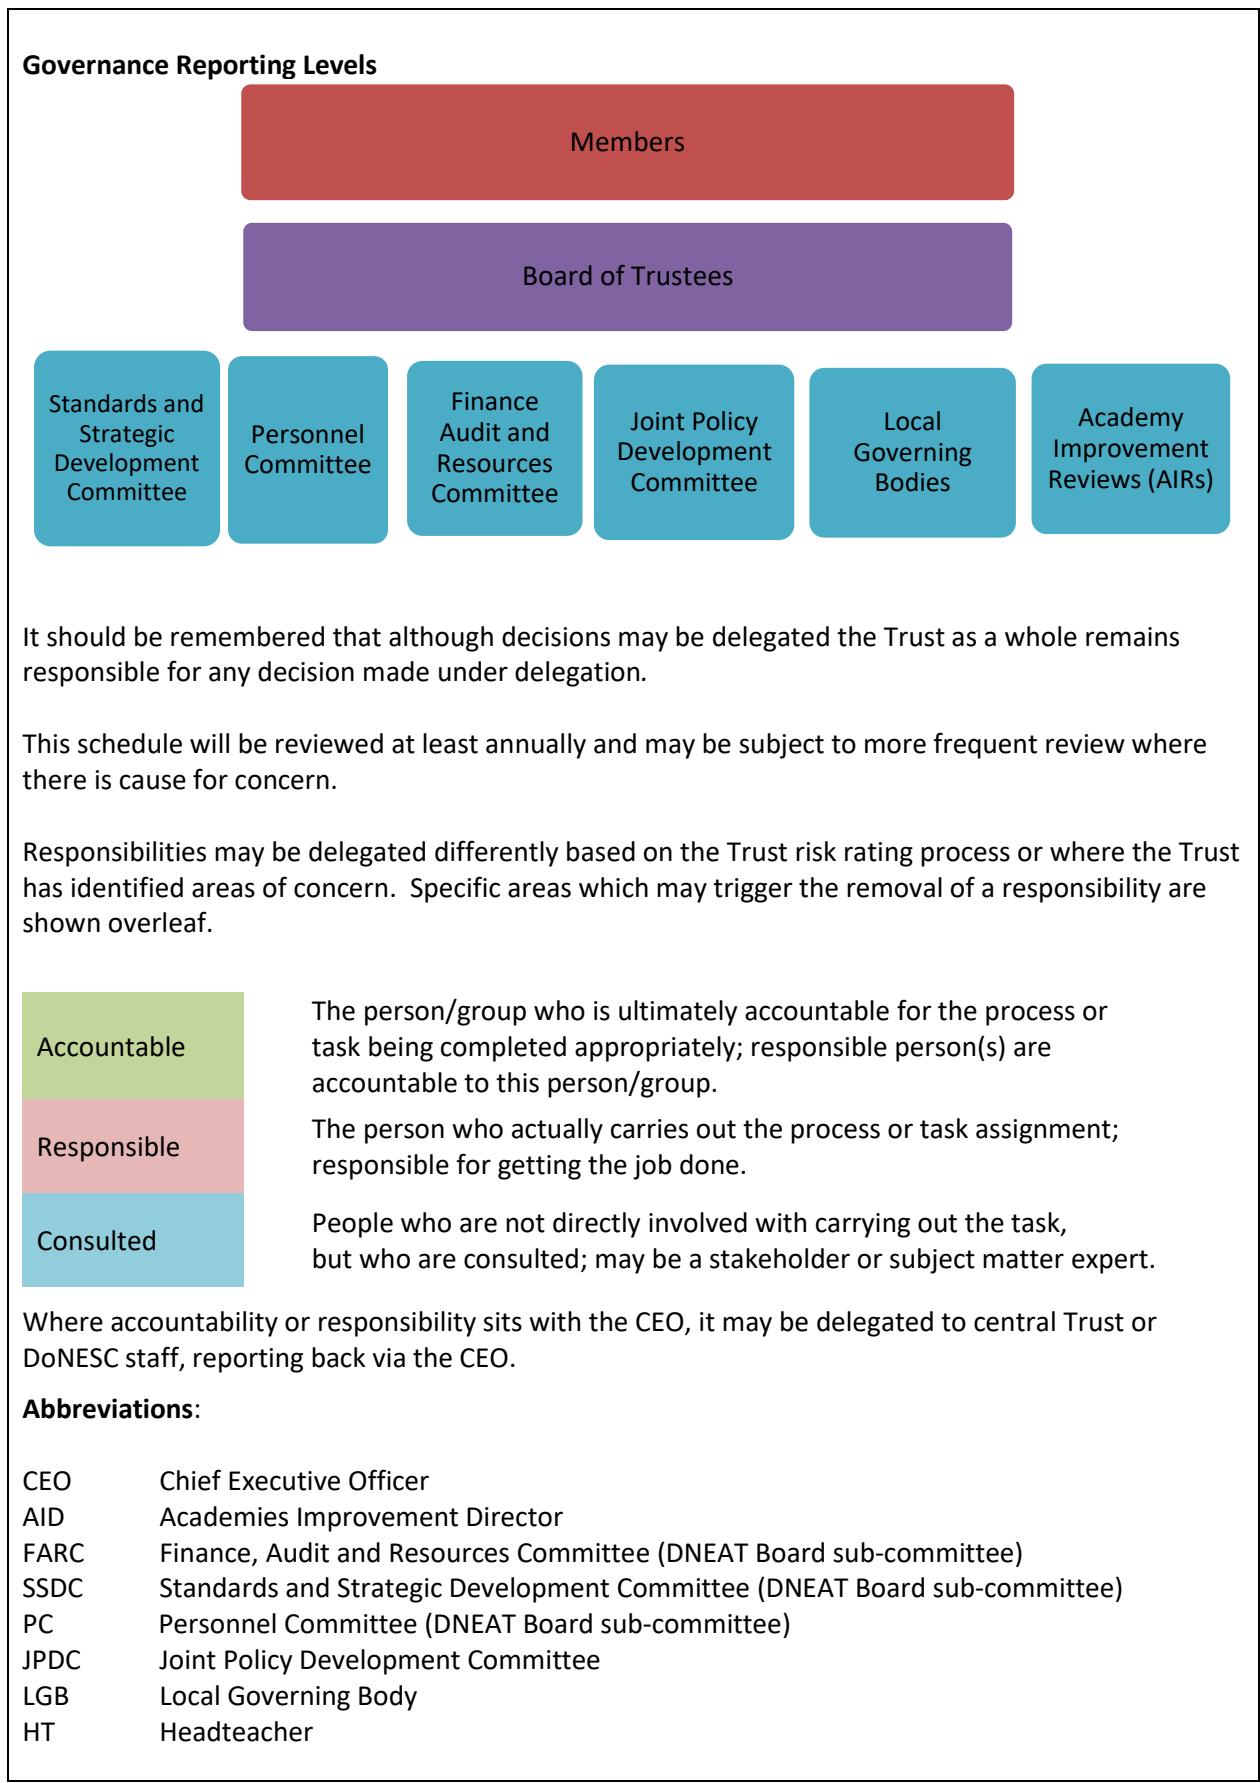 Governance Reporting Levels
Members
Board of Trustees
Standards and
Strategic
Development
Committee
Personnel
Committee
Finance
Audit and
Resources
Committee
Joint Policy
Development
Committee
Local
Governing
Bodies
Academy
Improvement
Reviews (AIRs)
It should be remembered that although decisions may be delegated the Trust as a whole remains
responsible for any decision made under delegation.
This schedule will be reviewed at least annually and may be subject to more frequent review where
there is cause for concern.
Responsibilities may be delegated differently based on the Trust risk rating process or where the Trust
has identified areas of concern.  Specific areas which may trigger the removal of a responsibility are
shown overleaf.
Accountable
The person/group who is ultimately accountable for the process or
task being completed appropriately; responsible person(s) are
accountable to this person/group.
Responsible
The person who actually carries out the process or task assignment;
responsible for getting the job done.
Consulted
People who are not directly involved with carrying out the task,
but who are consulted; may be a stakeholder or subject matter expert.
Where accountability or responsibility sits with the CEO, it may be delegated to central Trust or
DoNESC staff, reporting back via the CEO.
Abbreviations:
CEO Chief Executive Officer
AID Academies Improvement Director
FARC Finance, Audit and Resources Committee (DNEAT Board sub-committee)
SSDC Standards and Strategic Development Committee (DNEAT Board sub-committee)
PC Personnel Committee (DNEAT Board sub-committee)
JPDC Joint Policy Development Committee
LGB Local Governing Body
HT Headteacher